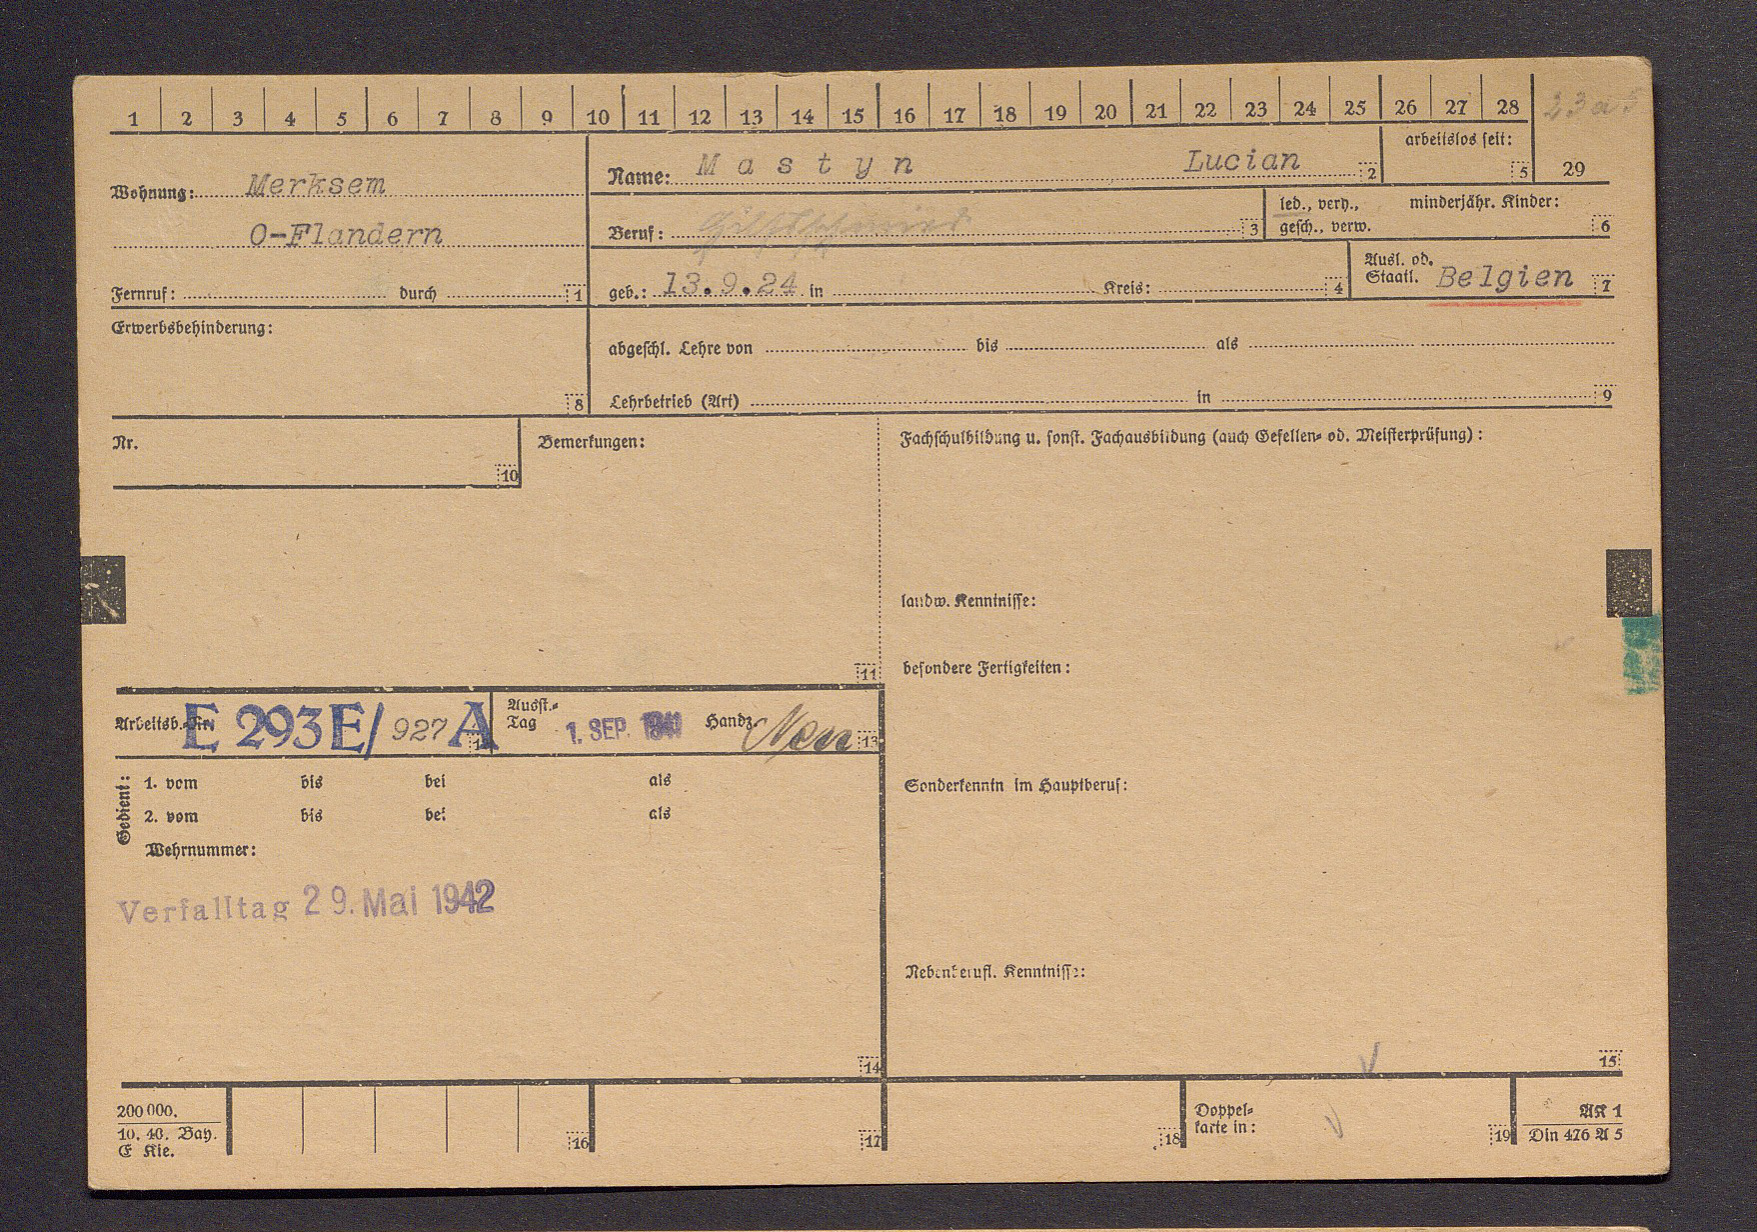 1 2 3 4 5 6 7 8 9 10 11 12 13 14 15 16 17 18 19 20 21 22 23 24 25 26 27 28
23 a 5
29
Wohnung: Merksem
O-Flandern
Fernruf: durch 1
Name: Mastyn Lucian 2
arbeitslos seit: 5
Beruf: 3
led., verh., minderjähr. Kinder:
gesch., verw. 6
geb.: 13.9.24 in Kreis: 4
Ausl. od.
Staatl. Belgien 7
Erwerbsbehinderung:
8
abgeschl. Lehre von bis als
Lehrbetrieb (Art) in 9
Nr.
10
Bemerkungen:
11
Fachschulbildung u. sonst. Fachausbildung (auch Gesellen- od. Meisterprüfung):
landw. Kenntnisse:
besondere Fertigkeiten:
Sonderkenntn im Hauptberuf:
Nebenberufl. Kenntnisse:
15
Arbeitsb.-Nr. E 293E/ 927 A
Ausst.-
Tag 1. SEP. 1941 Handz. 13
Gedient:
1. vom bis bei als
2. vom bis bei als
Wehrnummer:
Verfalltag 29. Mai 1942
14
200 000.
10. 40. Bay.
E Kie.
16
17
18
Doppel-
karte in:
19
AK 1
Din 476 A 5